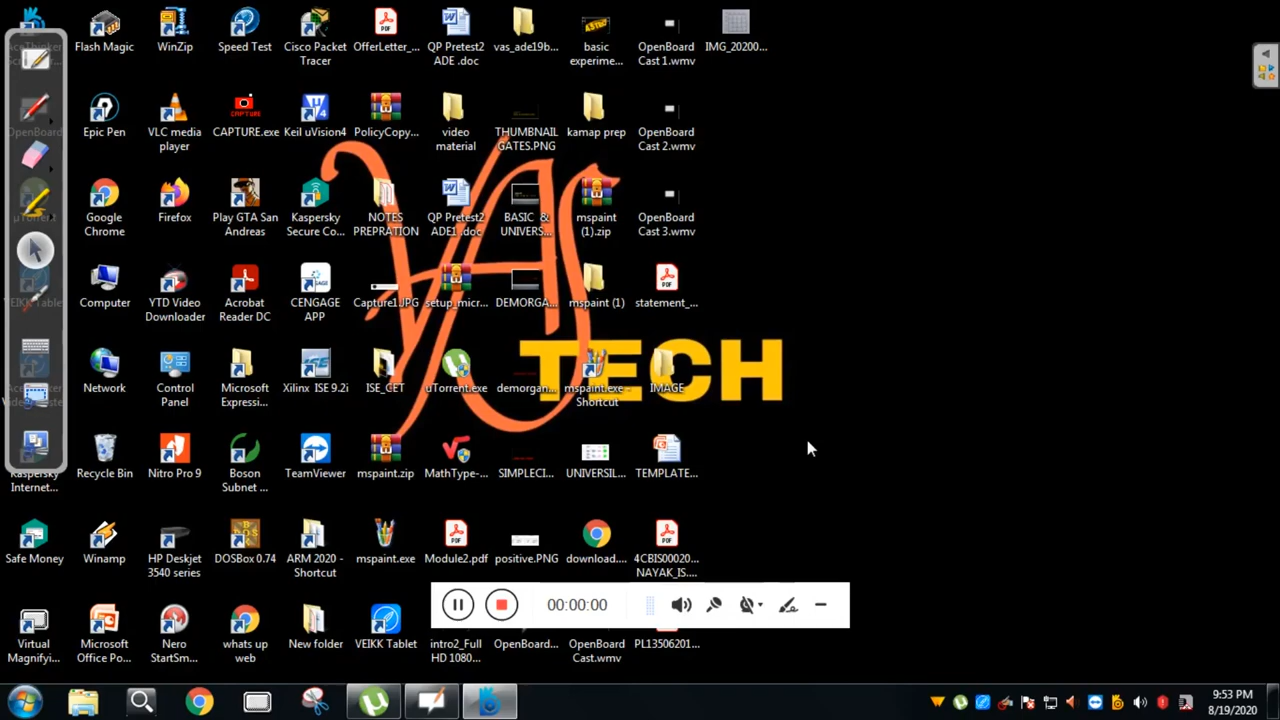 Flash Magic
WinZip
Speed Test
Cisco Packet
Tracer
OfferLetter_...
QP Pretest2
ADE .doc
vas_ade19b...
basic
experime...
OpenBoard
Cast 1.wmv
IMG_20200...
Epic Pen
VLC media
player
CAPTURE
CAPTURE.exe
Keil uVision4
PolicyCopy...
video
material
THUMBNAIL
GATES.PNG
kamap prep
OpenBoard
Cast 2.wmv
OpenBoard
Google
Chrome
Firefox
Play GTA San
Andreas
Kaspersky
Secure Co...
NOTES
PREPRATION
QP Pretest2
ADE1 .doc
BASIC &
UNIVERS...
mspaint
(1).zip
OpenBoard
Cast 3.wmv
µTorrent
Computer
YTD Video
Downloader
Acrobat
Reader DC
CENGAGE
APP
Capture1.JPG
setup_micr...
DEMORGA...
mspaint (1)
statement_...
VEIKK Tablet
VAS
TECH
Network
Control
Panel
Microsoft
Expressi...
Xilinx ISE 9.2i
ISE_CET
uTorrent.exe
demorgan...
mspaint.exe -
Shortcut
IMAGE
Recycle Bin
Nitro Pro 9
Boson
Subnet ...
TeamViewer
mspaint.zip
MathType-...
SIMPLECI...
UNIVERSIL...
TEMPLATE...
Kaspersky
Internet...
Safe Money
Winamp
HP Deskjet
3540 series
DOSBox 0.74
ARM 2020 -
Shortcut
mspaint.exe
Module2.pdf
positive.PNG
download....
4CBIS00020...
NAYAK_IS....
00:00:00
Virtual
Magnifyi...
Microsoft
Office Po...
Nero
StartSm...
whats up
web
New folder
VEIKK Tablet
intro2_Full
HD 1080...
OpenBoard...
OpenBoard
Cast.wmv
PL13506201...
9:53 PM
8/19/2020